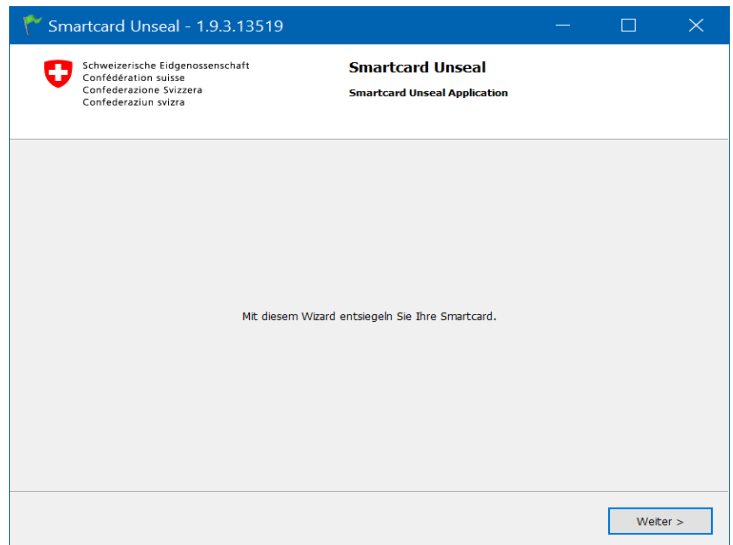 Smartcard Unseal - 1.9.3.13519
Schweizerische Eidgenossenschaft
Confédération suisse
Confederazione Svizzera
Confederaziun svizra
Smartcard Unseal
Smartcard Unseal Application
Mit diesem Wizard entsiegeln Sie Ihre Smartcard.
Weiter >